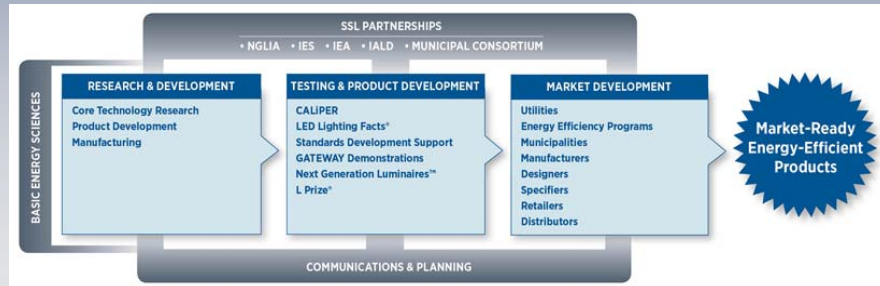 SSL PARTNERSHIPS
• NGLIA • IES • IEA • IALD • MUNICIPAL CONSORTIUM
BASIC ENERGY SCIENCES
RESEARCH & DEVELOPMENT
Core Technology Research
Product Development
Manufacturing
TESTING & PRODUCT DEVELOPMENT
CALiPER
LED Lighting Facts®
Standards Development Support
GATEWAY Demonstrations
Next Generation Luminaires™
L Prize®
MARKET DEVELOPMENT
Utilities
Energy Efficiency Programs
Municipalities
Manufacturers
Designers
Specifiers
Retailers
Distributors
Market-Ready
Energy-Efficient
Products
COMMUNICATIONS & PLANNING